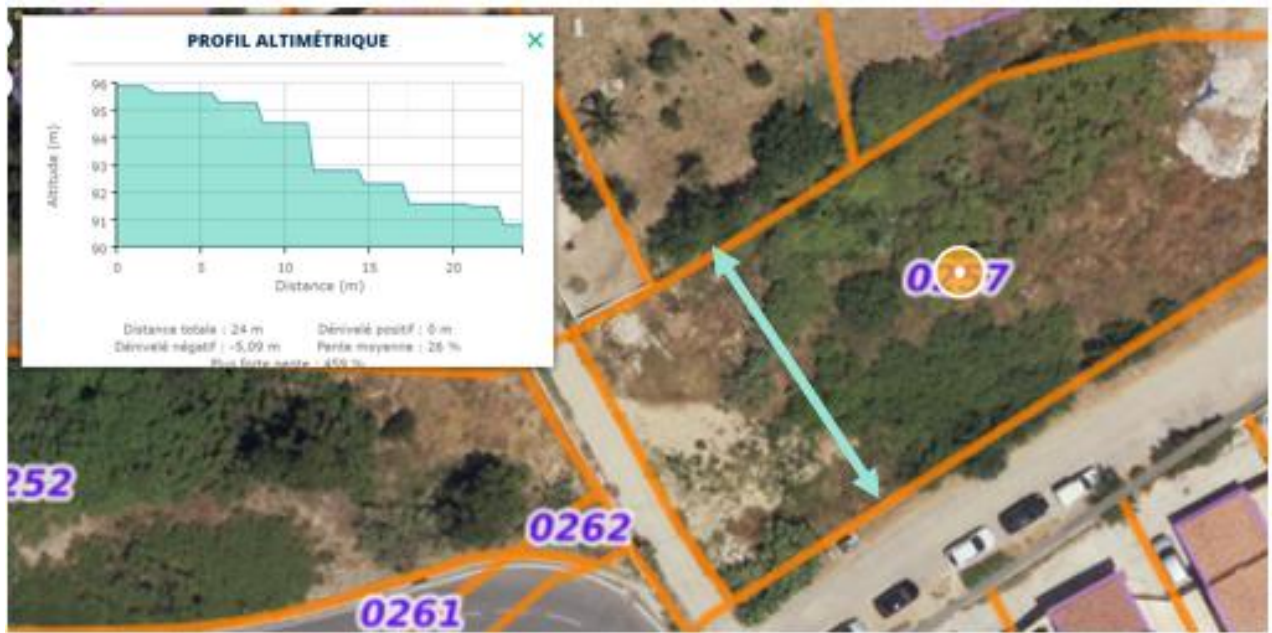 PROFIL ALTIMÉTRIQUE
Altitude (m)
96
95
94
93
92
91
90
0 5 10 15 20
Distance (m)
Distance totale : 24 m Dénivelé positif : 0 m
Dénivelé négatif : -5,09 m Pente moyenne : 26 %
Plus forte pente : 459 %
252
0262
0261